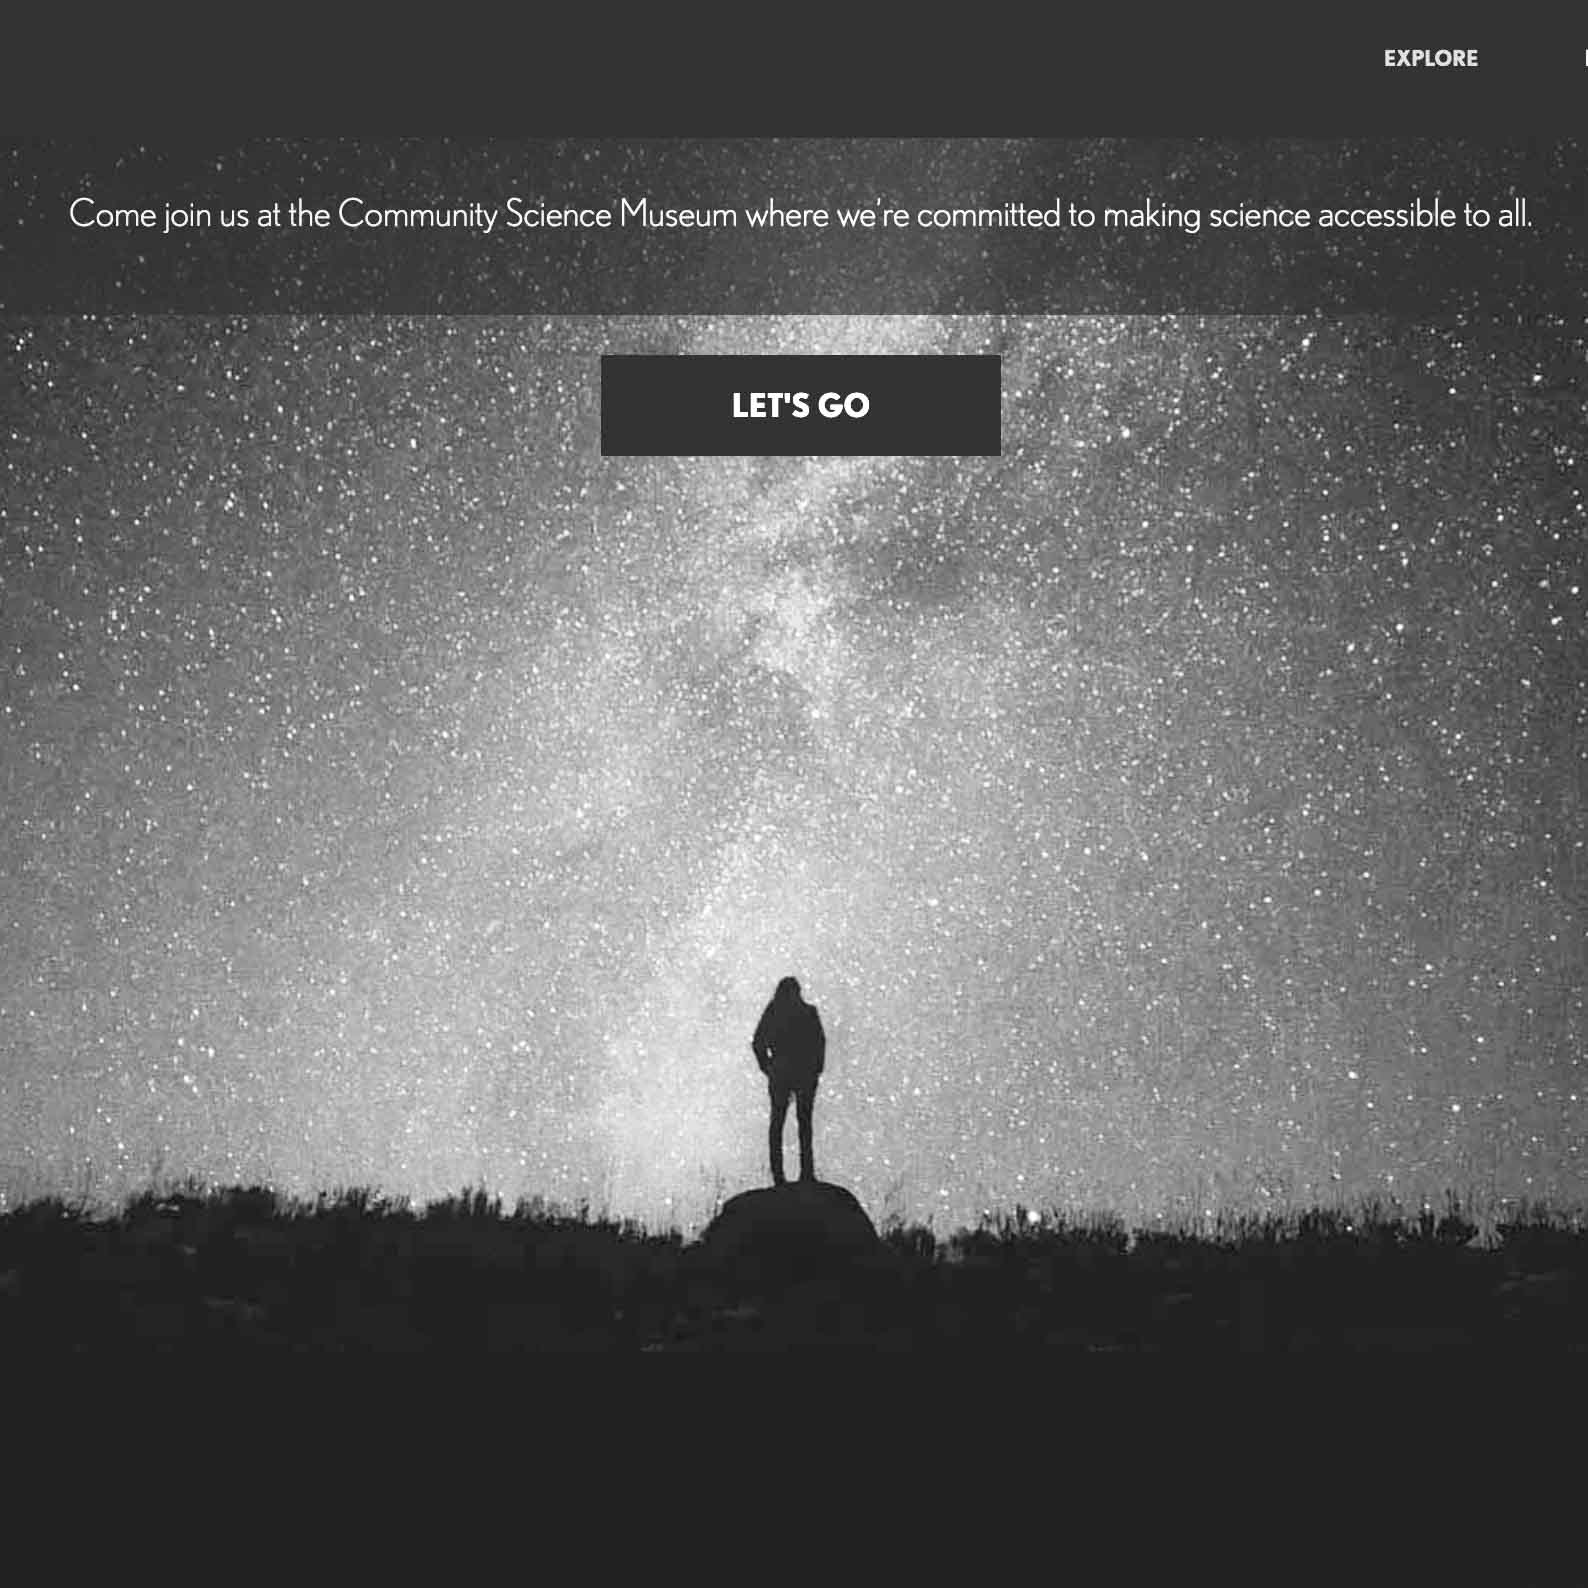 EXPLORE
Come join us at the Community Science Museum where we're committed to making science accessible to all.
LET'S GO